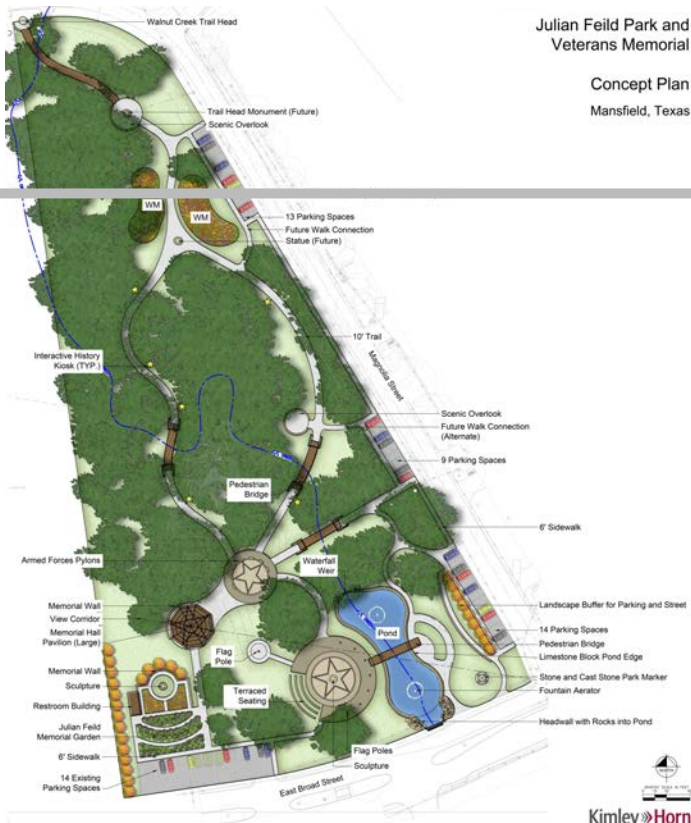 Julian Feild Park and
Veterans Memorial
Concept Plan
Mansfield, Texas
Walnut Creek Trail Head
Trail Head Monument (Future)
Scenic Overlook
WM
WM
13 Parking Spaces
Future Walk Connection
Statue (Future)
10' Trail
Interactive History
Kiosk (TYP.)
Magnolia Street
Scenic Overlook
Future Walk Connection
(Alternate)
9 Parking Spaces
Pedestrian
Bridge
6' Sidewalk
Armed Forces Pylons
Waterfall
Weir
Memorial Wall
View Corridor
Memorial Hall
Pavilion (Large)
Landscape Buffer for Parking and Street
14 Parking Spaces
Pond
Pedestrian Bridge
Limestone Block Pond Edge
Flag
Pole
Memorial Wall
Sculpture
Stone and Cast Stone Park Marker
Fountain Aerator
Terraced
Seating
Restroom Building
Julian Feild
Memorial Garden
Headwall with Rocks into Pond
6' Sidewalk
Flag Poles
Sculpture
14 Existing
Parking Spaces
East Broad Street
NORTH
Kimley»Horn